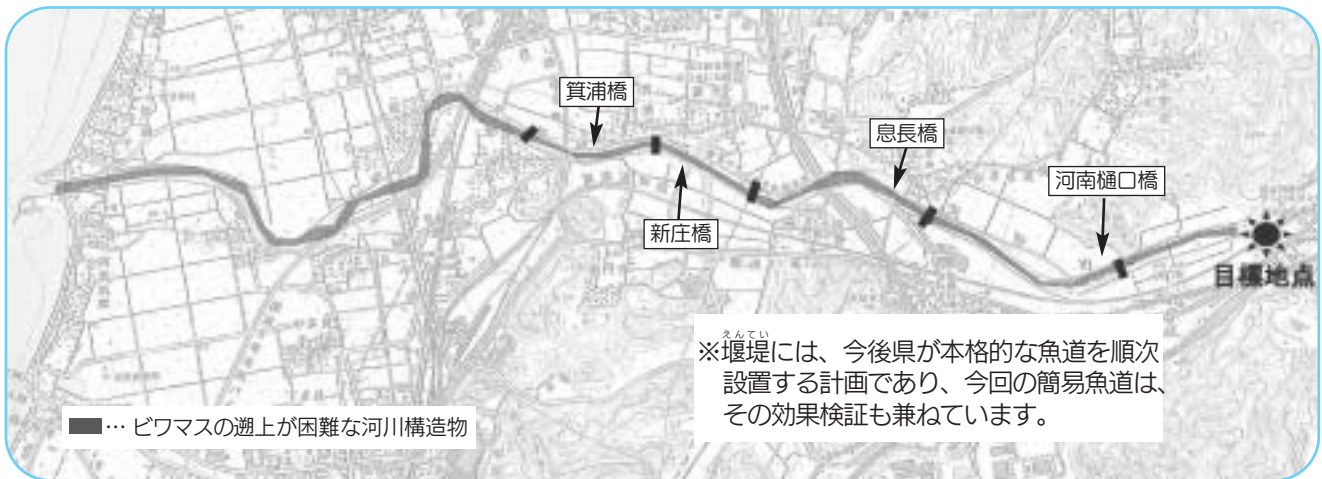 箕浦橋
息長橋
河南樋口橋
新庄橋
目標地点
えんてい
※堰堤には、今後県が本格的な魚道を順次
設置する計画であり、今回の簡易魚道は、
その効果検証も兼ねています。
… ビワマスの遡上が困難な河川構造物